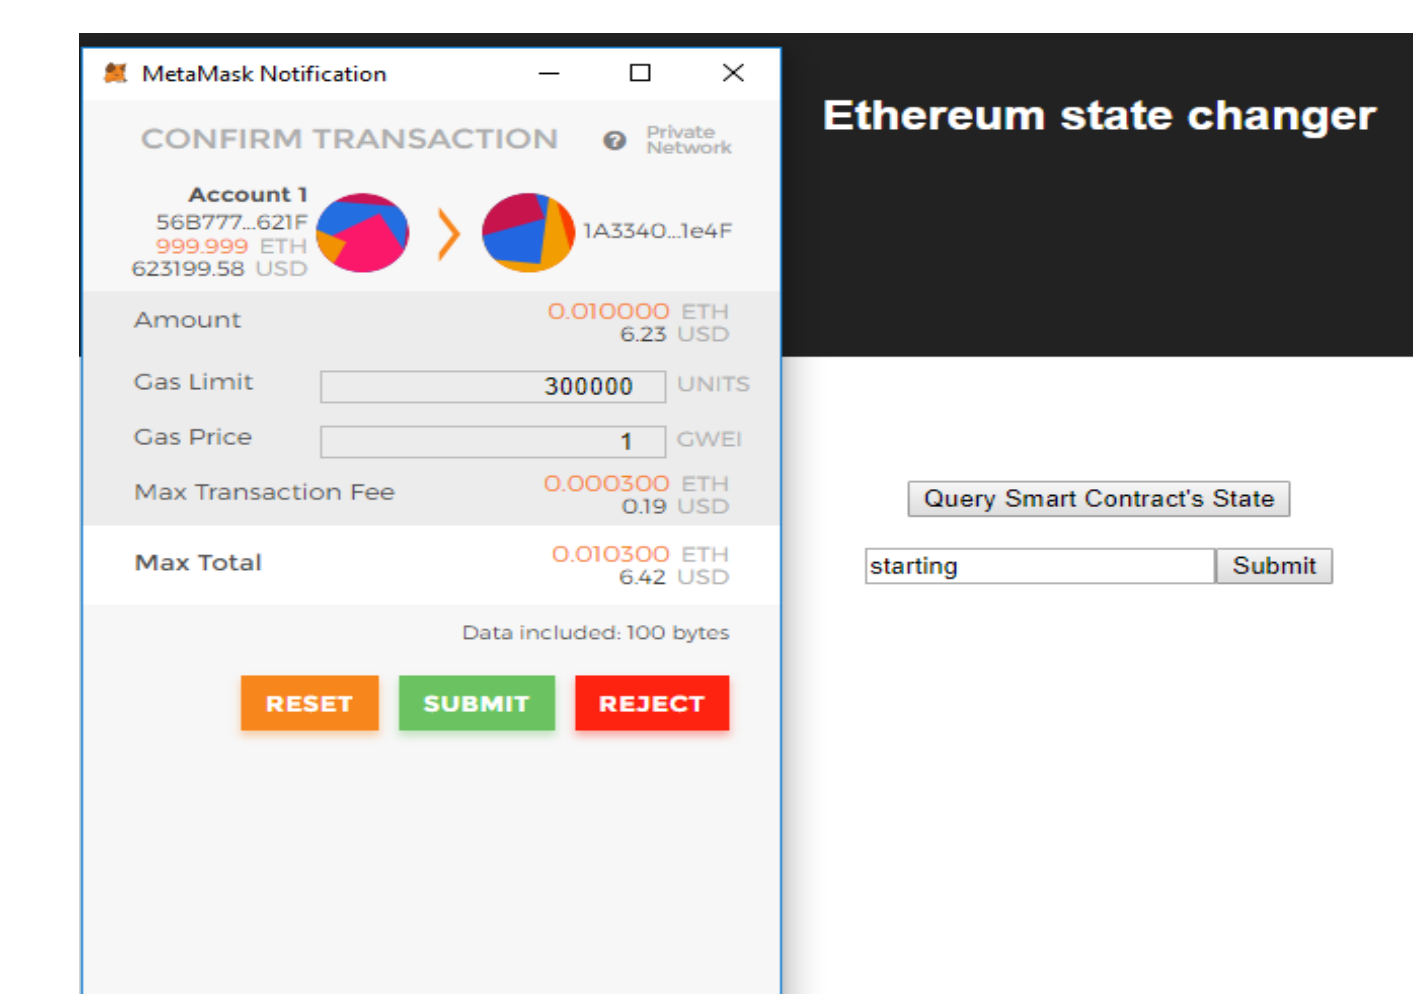 MetaMask Notification
Ethereum state changer
CONFIRM TRANSACTION
? Private
Network
Account 1
56B777...621F
999.999 ETH
623199.58 USD
1A3340...1e4F
Amount
0.010000 ETH
6.23 USD
Gas Limit
300000 UNITS
Gas Price
1 GWEI
Max Transaction Fee
0.000300 ETH
0.19 USD
Max Total
0.010300 ETH
6.42 USD
Data included: 100 bytes
RESET SUBMIT REJECT
Query Smart Contract's State
starting Submit